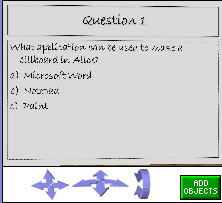 Question 1
What application can be used to make a
billboard in Alice?
a) Microsoft Word
b) Notepad
c) Paint
ADD
OBJECTS